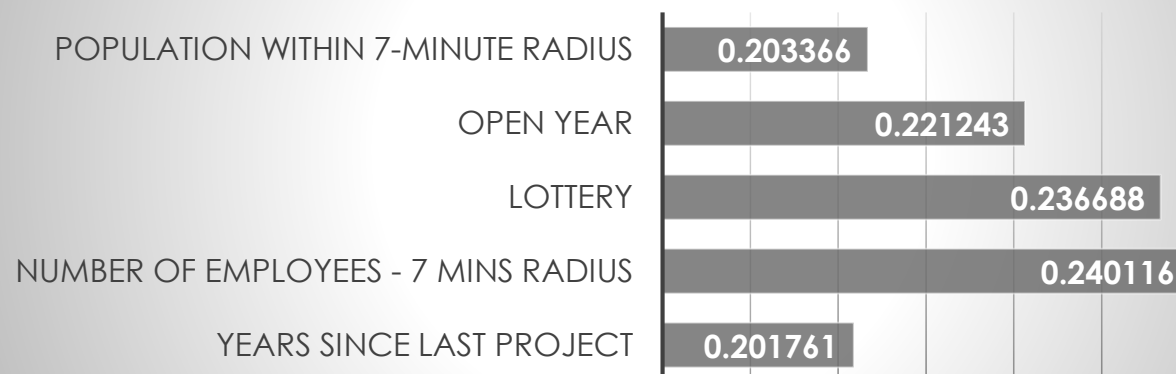 POPULATION WITHIN 7-MINUTE RADIUS 0.203366
OPEN YEAR 0.221243
LOTTERY 0.236688
NUMBER OF EMPLOYEES - 7 MINS RADIUS 0.240116
YEARS SINCE LAST PROJECT 0.201761